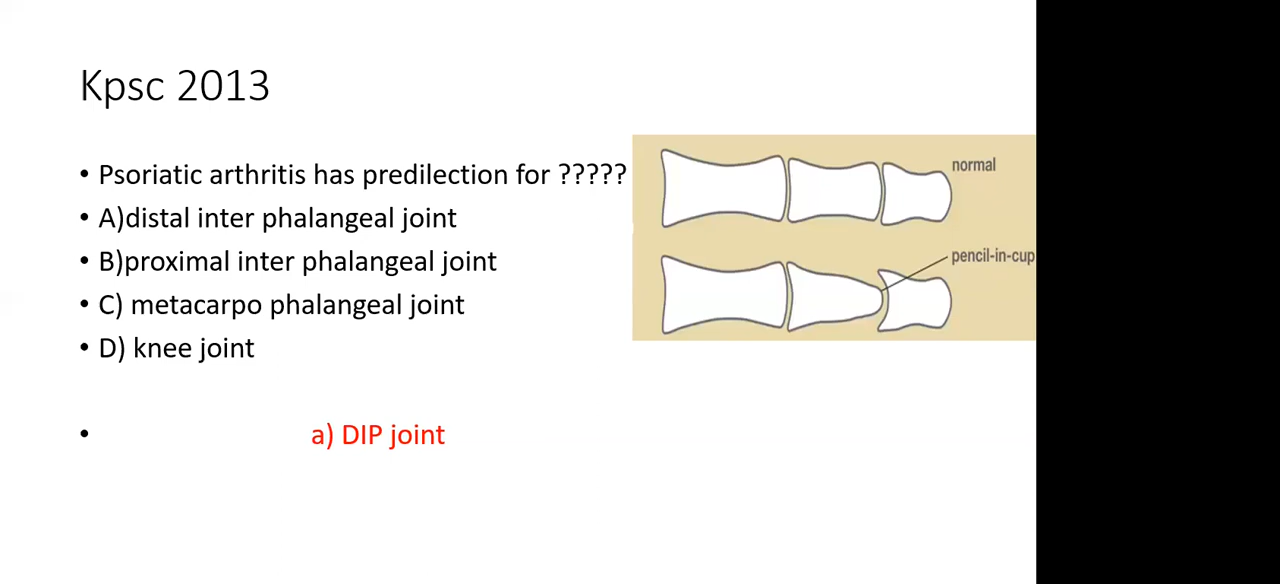 Kpsc 2013
• Psoriatic arthritis has predilection for ?????
• A)distal inter phalangeal joint
• B)proximal inter phalangeal joint
• C) metacarpo phalangeal joint
• D) knee joint
• a) DIP joint
normal
pencil-in-cup